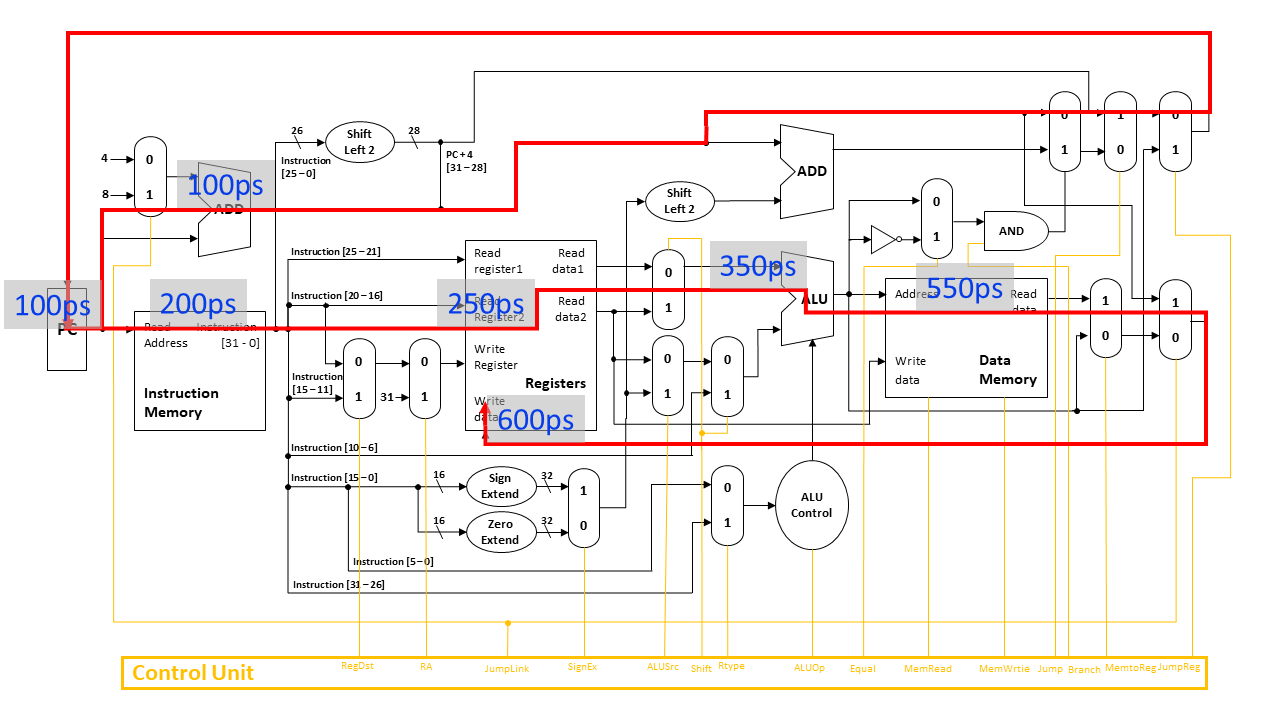 26
28
Shift
Left 2
Instruction
[25–0]
PC+4
[31–28]
4
0
8
1
100ps
ADD
ADD
0
1
1
0
0
1
Shift
Left 2
0
1
AND
Instruction [25–21]
Read
register1
Read
data1
0
1
350ps
ALU
100ps
PC
200ps
Read
Address
Instruction
[31 - 0]
Instruction
Memory
Instruction [20–16]
250ps
Read
Register2
Read
data2
550ps
Address
Read
data
Write
data
Data
Memory
1
0
1
0
0
1
0
1
Instruction
[15–11]
31
Write
Register
Registers
Write
data
600ps
0
1
0
1
Instruction [10–6]
Instruction [15–0]
16
Sign
Extend
32
16
Zero
Extend
32
1
0
0
1
ALU
Control
Instruction [5–0]
Instruction [31–26]
Control Unit
RegDst
RA
JumpLink
SignEx
ALUSrc
Shift
Rtype
ALUOp
Equal
MemRead
MemWrtie
Jump
Branch
MemtoReg
JumpReg